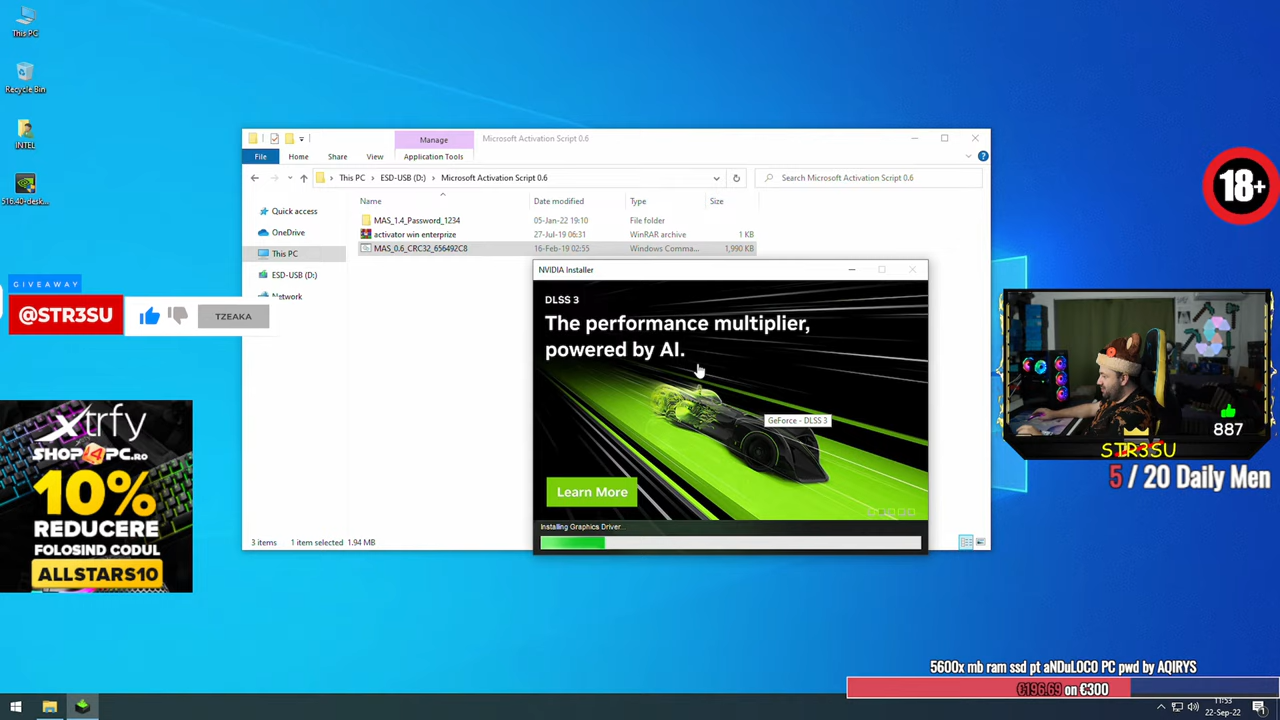 This PC
Recycle Bin
INTEL
516.40-desk...
Manage
Microsoft Activation Script 0.6
File
Home
Share
View
Application Tools
This PC
ESD-USB (D:)
Microsoft Activation Script 0.6
Search Microsoft Activation Script 0.6
Name
Date modified
Type
Size
Quick access
OneDrive
This PC
ESD-USB (D:)
Network
MAS_1.4_Password_1234
05-Jan-22 19:10
File folder
activator win enterprize
27-Jul-19 06:31
WinRAR archive
1 KB
MAS_0.6_CRC32_656492C8
16-Feb-19 02:55
Windows Comma...
1,990 KB
3 items
1 item selected
1.94 MB
NVIDIA Installer
DLSS 3
The performance multiplier,
powered by AI.
GeForce - DLSS 3
Learn More
Installing Graphics Driver...
GIVEAWAY
@STR3SU
TZEAKA
xtrfy
SHOP4PC.RO
10%
REDUCERE
FOLOSIND CODUL
ALLSTARS10
18+
887
STR3SU
5 / 20 Daily Men
5600x mb ram ssd pt aNDuLOCO PC pwd by AQIRYS
€196.69 on €300
11:53
22-Sep-22
1